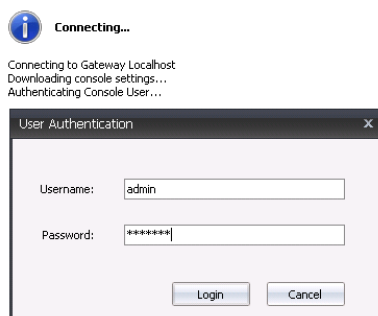 Connecting...
Connecting to Gateway Localhost
Downloading console settings...
Authenticating Console User...
User Authentication
x
Username: admin
Password: *******
Login Cancel